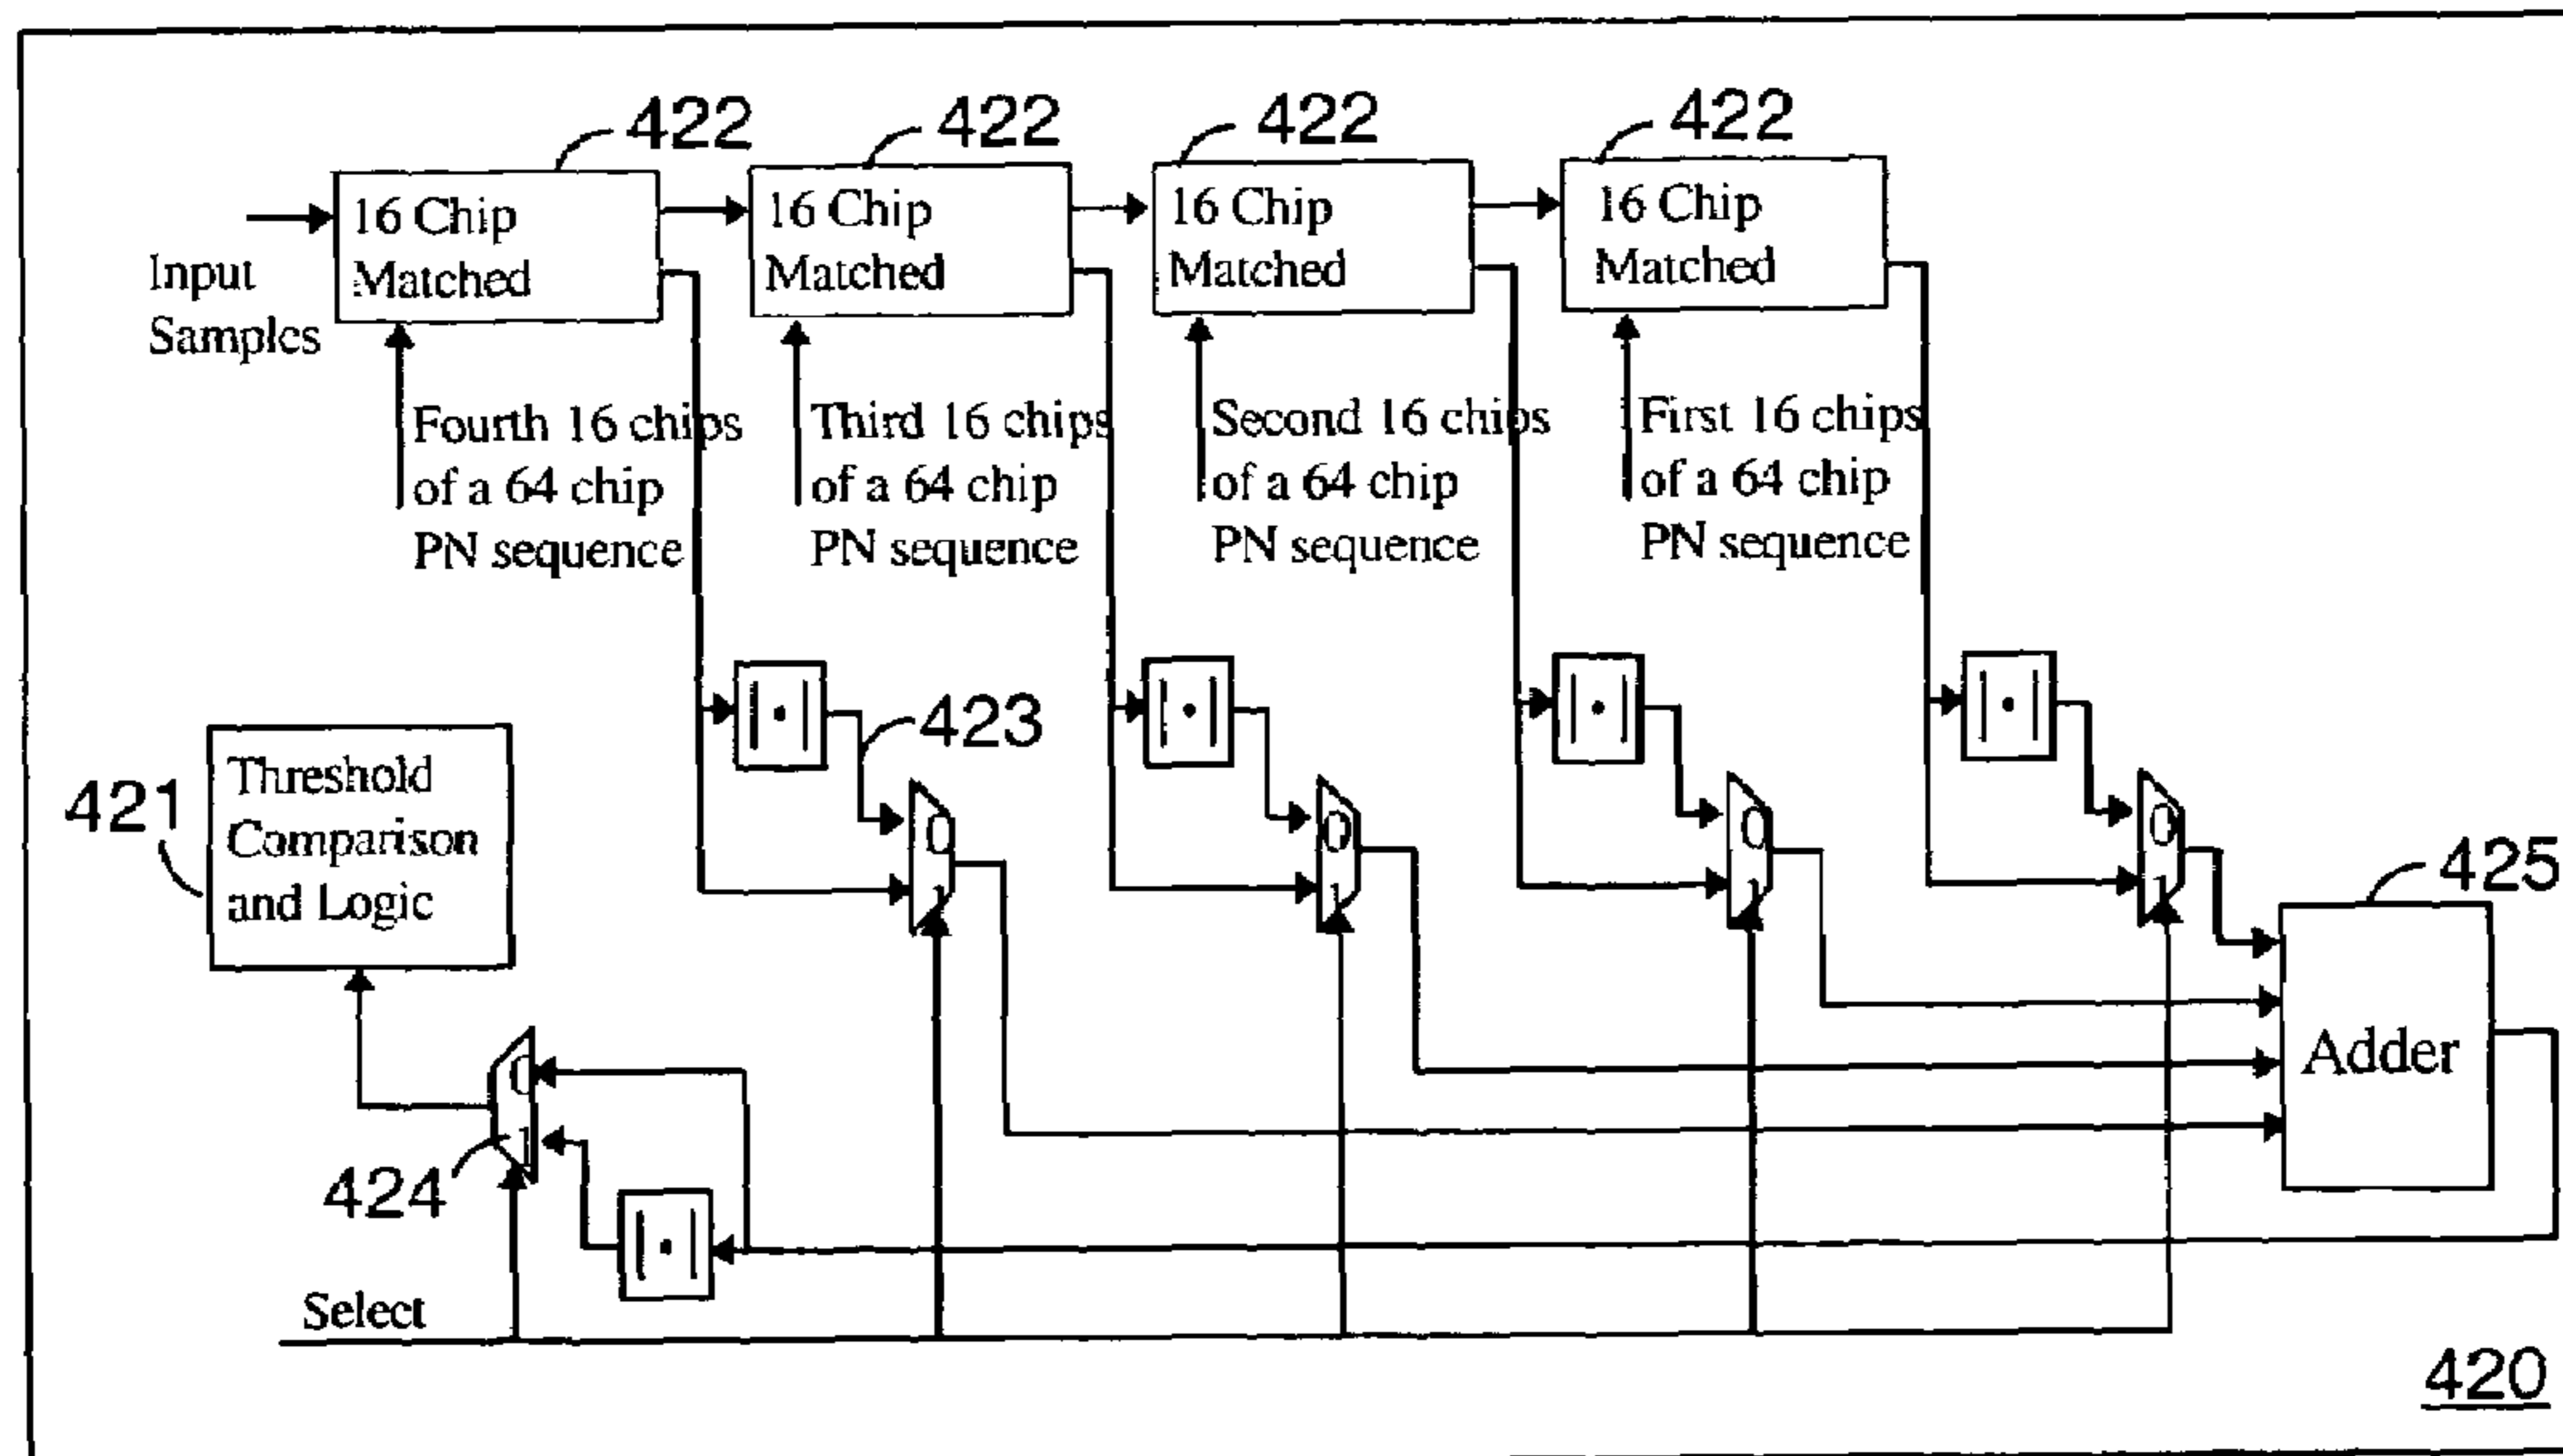 422
422
422
422
16 Chip
Matched
16 Chip
Matched
16 Chip
Matched
16 Chip
Matched
Input
Samples
Fourth 16 chips
of a 64 chip
PN sequence
Third 16 chips
of a 64 chip
PN sequence
Second 16 chips
of a 64 chip
PN sequence
First 16 chips
of a 64 chip
PN sequence
423
421
Threshold
Comparison
and Logic
0
1
0
1
0
1
0
1
425
Adder
0
1
424
Select
420